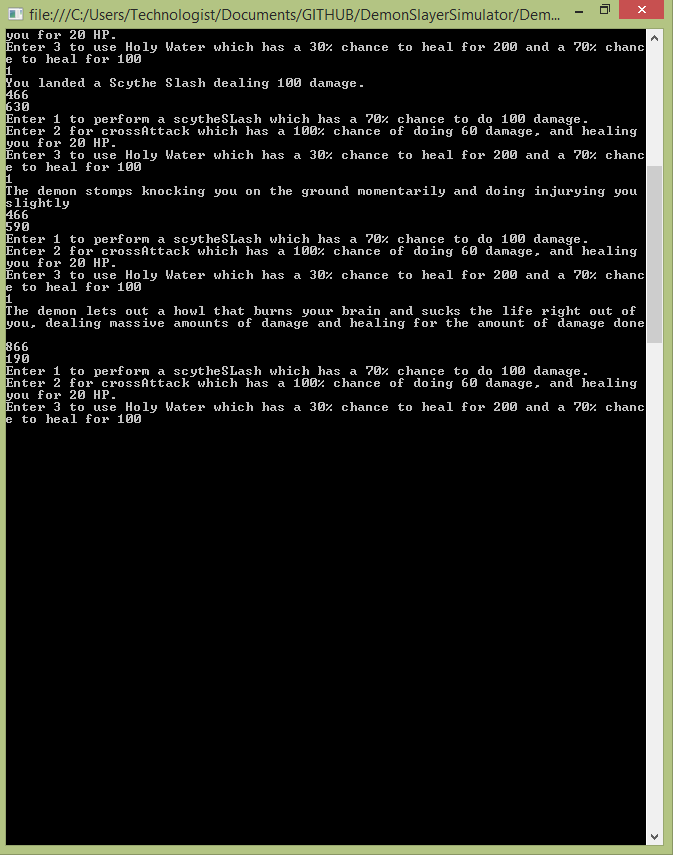 file:///C:/Users/Technologist/Documents/GITHUB/DemonSlayerSimulator/Dem...
you for 20 HP.
Enter 3 to use Holy Water which has a 30% chance to heal for 200 and a 70% chanc
e to heal for 100
1
You landed a Scythe Slash dealing 100 damage.
466
630
Enter 1 to perform a scytheSLash which has a 70% chance to do 100 damage.
Enter 2 for crossAttack which has a 100% chance of doing 60 damage, and healing
you for 20 HP.
Enter 3 to use Holy Water which has a 30% chance to heal for 200 and a 70% chanc
e to heal for 100
1
The demon stomps knocking you on the ground momentarily and doing injurying you
slightly
466
590
Enter 1 to perform a scytheSLash which has a 70% chance to do 100 damage.
Enter 2 for crossAttack which has a 100% chance of doing 60 damage, and healing
you for 20 HP.
Enter 3 to use Holy Water which has a 30% chance to heal for 200 and a 70% chanc
e to heal for 100
1
The demon lets out a howl that burns your brain and sucks the life right out of
you, dealing massive amounts of damage and healing for the amount of damage done
866
190
Enter 1 to perform a scytheSLash which has a 70% chance to do 100 damage.
Enter 2 for crossAttack which has a 100% chance of doing 60 damage, and healing
you for 20 HP.
Enter 3 to use Holy Water which has a 30% chance to heal for 200 and a 70% chanc
e to heal for 100